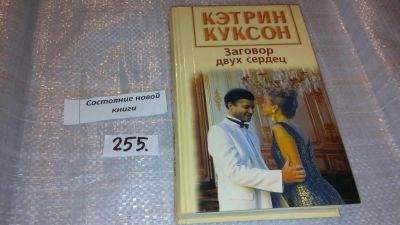 КЭТРИН
КУКСОН
Заговор
двух сердец
Состояние новой
книги
255.